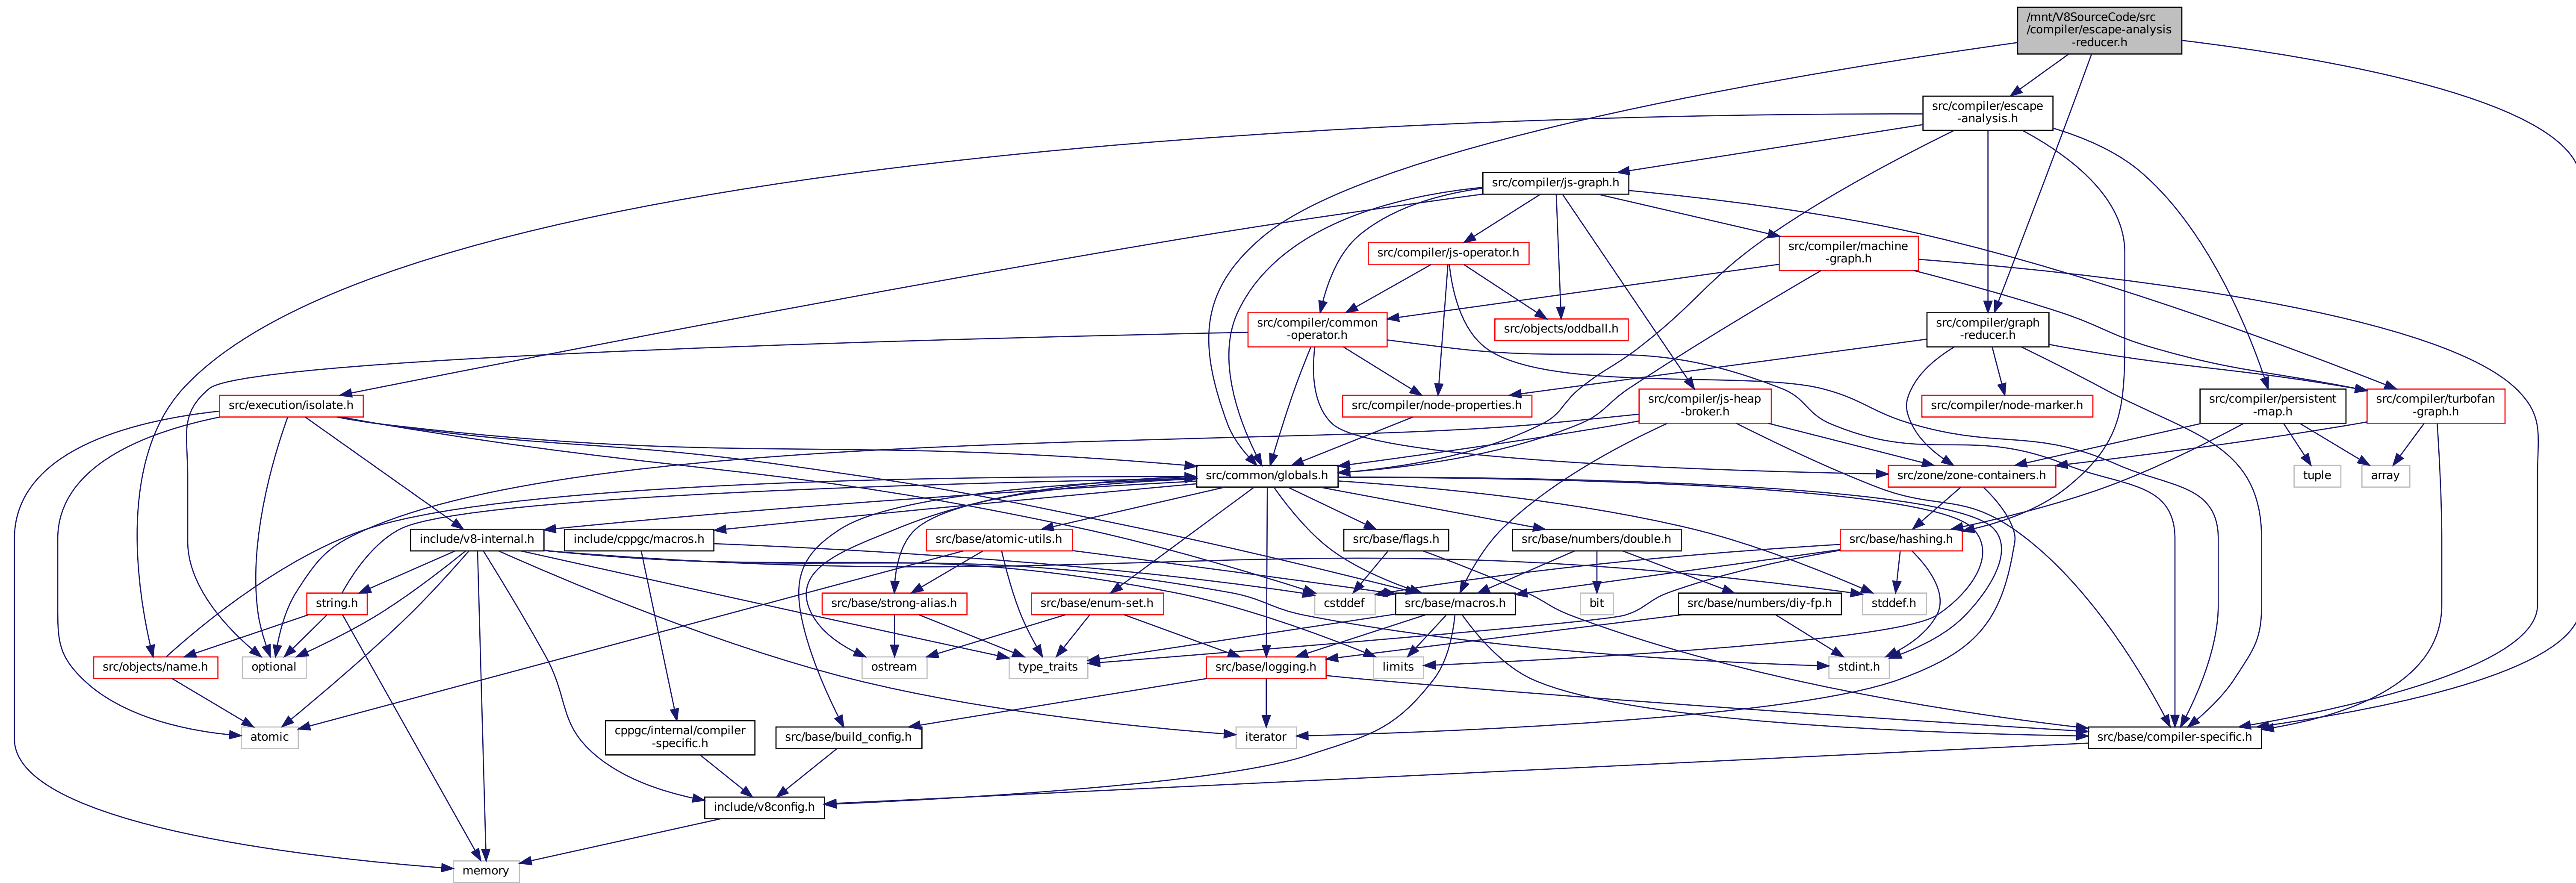 /mnt/V8SourceCode/src
/compiler/escape-analysis
-reducer.h
src/compiler/escape
-analysis.h
src/compiler/js-graph.h
src/compiler/js-operator.h
src/compiler/machine
-graph.h
src/compiler/common
-operator.h
src/objects/oddball.h
src/compiler/graph
-reducer.h
src/execution/isolate.h
src/compiler/node-properties.h
src/compiler/js-heap
-broker.h
src/compiler/node-marker.h
src/compiler/persistent
-map.h
src/compiler/turbofan
-graph.h
src/common/globals.h
src/zone/zone-containers.h
tuple
array
include/v8-internal.h
include/cppgc/macros.h
src/base/atomic-utils.h
src/base/flags.h
src/base/numbers/double.h
src/base/hashing.h
string.h
src/base/strong-alias.h
src/base/enum-set.h
cstddef
src/base/macros.h
bit
src/base/numbers/diy-fp.h
stddef.h
src/objects/name.h
optional
ostream
type_traits
src/base/logging.h
limits
stdint.h
atomic
cppgc/internal/compiler
-specific.h
src/base/build_config.h
iterator
src/base/compiler-specific.h
include/v8config.h
memory